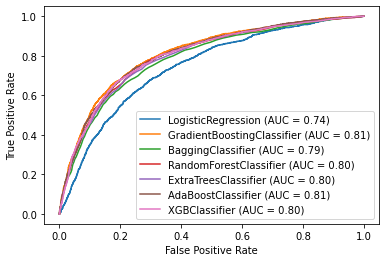 1.0
0.8
0.6
0.4
0.2
0.0
True Positive Rate
LogisticRegression (AUC = 0.74)
GradientBoostingClassifier (AUC = 0.81)
BaggingClassifier (AUC = 0.79)
RandomForestClassifier (AUC = 0.80)
ExtraTreesClassifier (AUC = 0.80)
AdaBoostClassifier (AUC = 0.81)
XGBClassifier (AUC = 0.80)
0.0 0.2 0.4 0.6 0.8 1.0
False Positive Rate